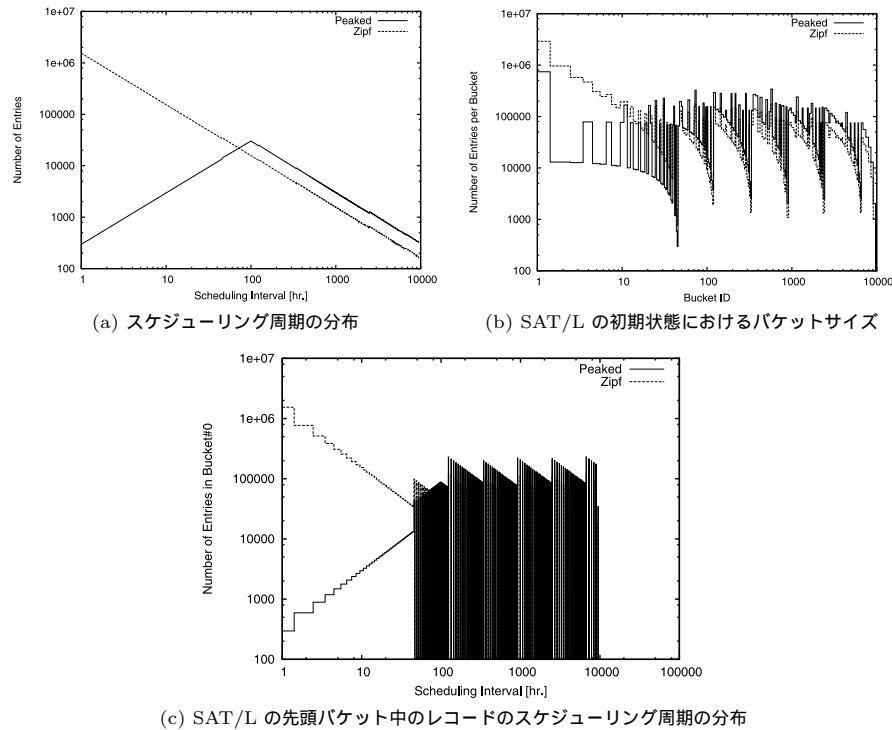 1e+07
1e+06
100000
10000
1000
100
1 10 100 1000 10000
Number of Entries
Scheduling Interval [hr.]
Peaked
Zipf
(a) スケジューリング周期の分布
1e+07
1e+06
100000
10000
1000
100
1 10 100 1000 10000
Number of Entries per Bucket
Bucket ID
Peaked
Zipf
(b) SAT/L の初期状態におけるバケットサイズ
1e+07
1e+06
100000
10000
1000
100
1 10 100 1000 10000 100000
Number of Entries in Bucket#0
Scheduling Interval [hr.]
Peaked
Zipf
(c) SAT/L の先頭バケット中のレコードのスケジューリング周期の分布